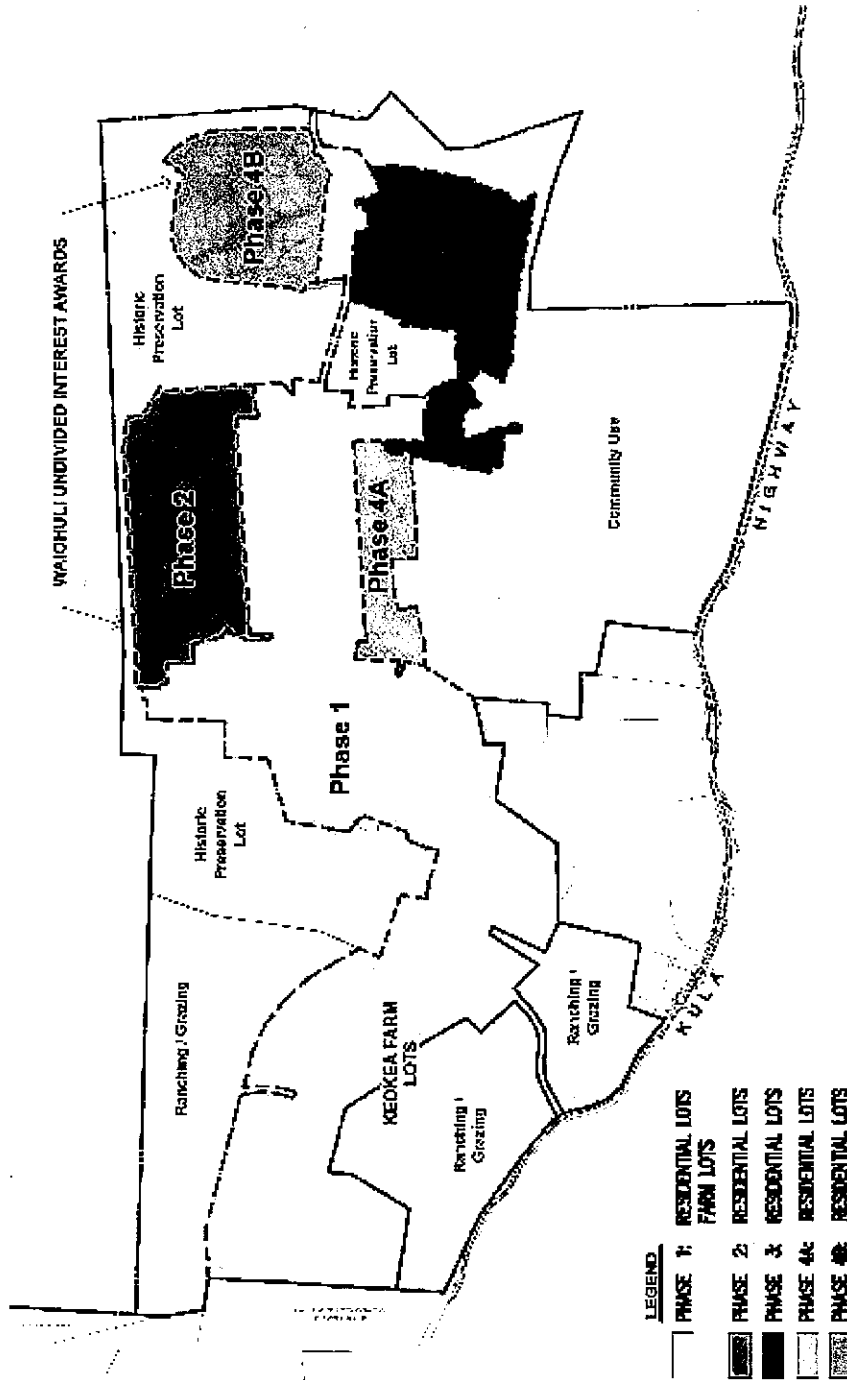 WAIOHULI UNDIVIDED INTEREST AWARDS
Historic
Preservation
Lot
Phase 4B
Phase 2
Historic
Preservation
Lot
Phase 4A
Community Use
Phase 1
Historic
Preservation
Lot
Ranching / Grazing
KEOKEA FARM
LOTS
Ranching /
Grazing
Ranching /
Grazing
KULA
HIGHWAY
LEGEND
PHASE 1: RESIDENTIAL LOTS
FARM LOTS
PHASE 2: RESIDENTIAL LOTS
PHASE 3: RESIDENTIAL LOTS
PHASE 4A: RESIDENTIAL LOTS
PHASE 4B: RESIDENTIAL LOTS